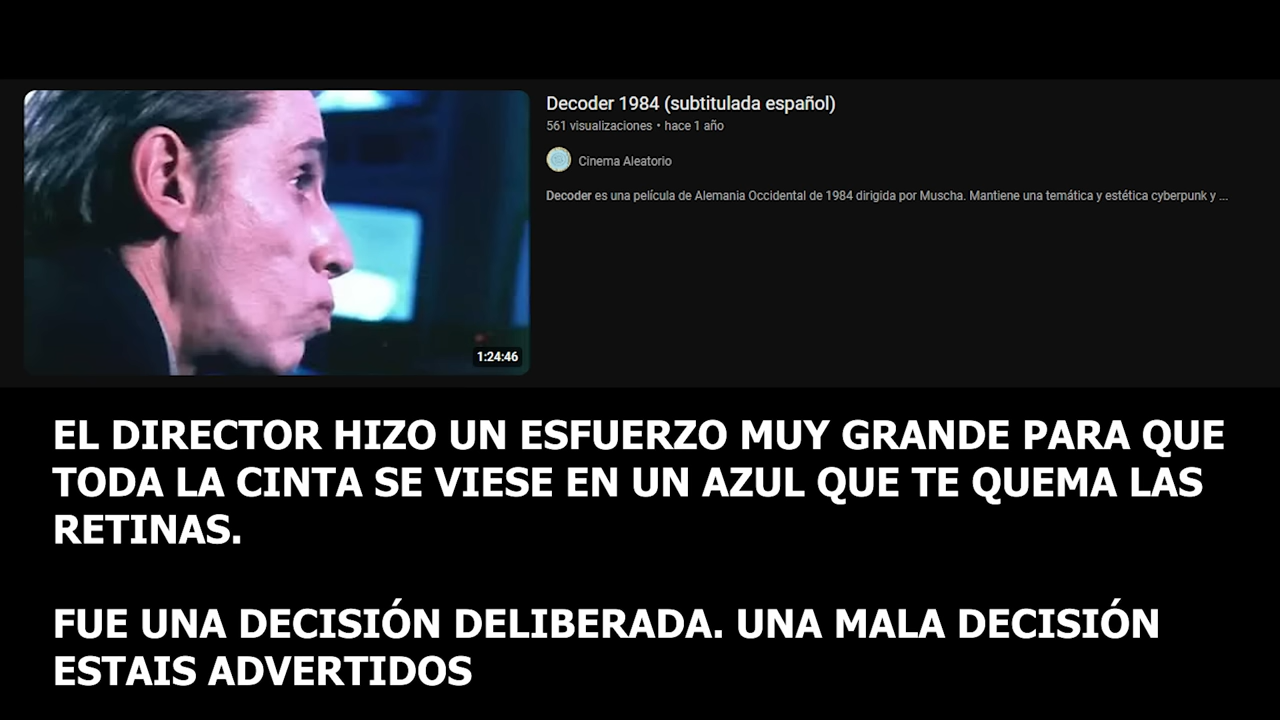 Decoder 1984 (subtitulada español)
561 visualizaciones • hace 1 año
Cinema Aleatorio
Decoder es una película de Alemania Occidental de 1984 dirigida por Muscha. Mantiene una temática y estética cyberpunk y ...
1:24:46
EL DIRECTOR HIZO UN ESFUERZO MUY GRANDE PARA QUE
TODA LA CINTA SE VIESE EN UN AZUL QUE TE QUEMA LAS
RETINAS.
FUE UNA DECISIÓN DELIBERADA. UNA MALA DECISIÓN
ESTAIS ADVERTIDOS